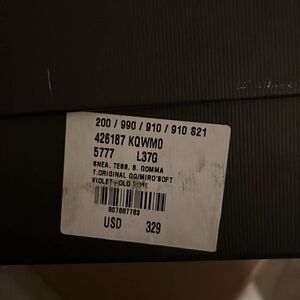 200 / 990 / 910 / 910 S21
426187 KQWM0
5777 L37G
SNEA. TESS. S. GOMMA
T.ORIGINAL GG/MIRO'SOFT
VIOLET
USD 329